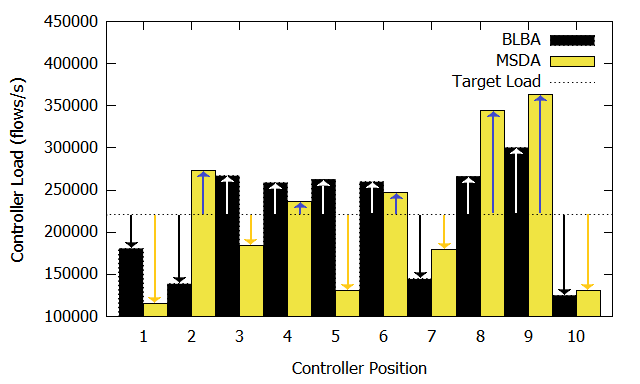 450000
400000
350000
300000
250000
200000
150000
100000
Controller Load (flows/s)
BLBA
MSDA
Target Load
1 2 3 4 5 6 7 8 9 10
Controller Position